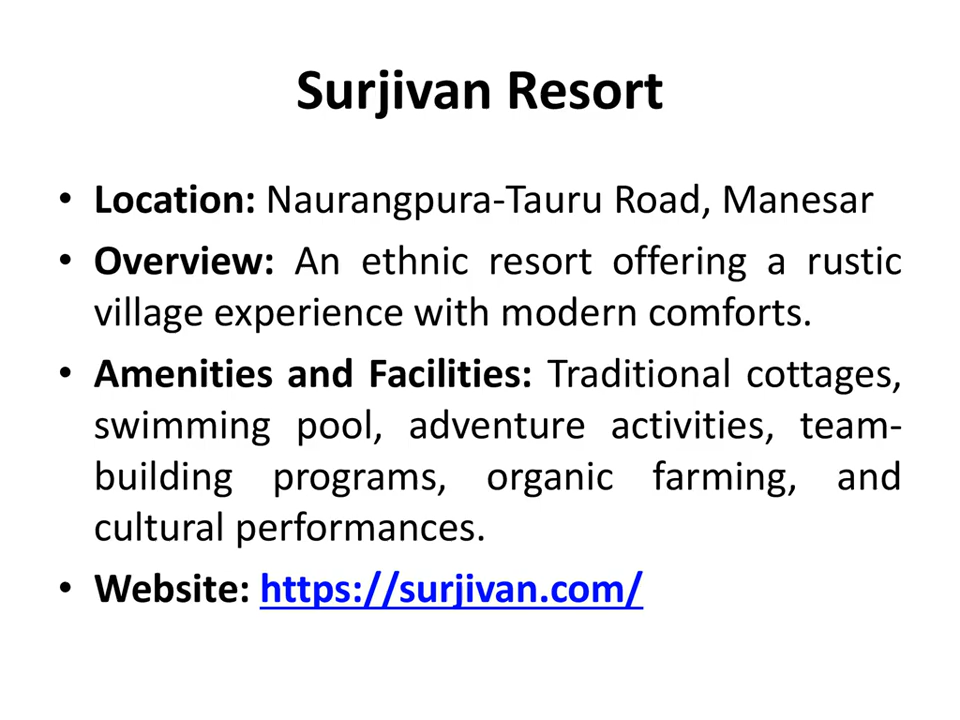 Surjivan Resort
• Location: Naurangpura-Tauru Road, Manesar
• Overview: An ethnic resort offering a rustic
village experience with modern comforts.
• Amenities and Facilities: Traditional cottages,
swimming pool, adventure activities, team-
building programs, organic farming, and
cultural performances.
• Website: https://surjivan.com/